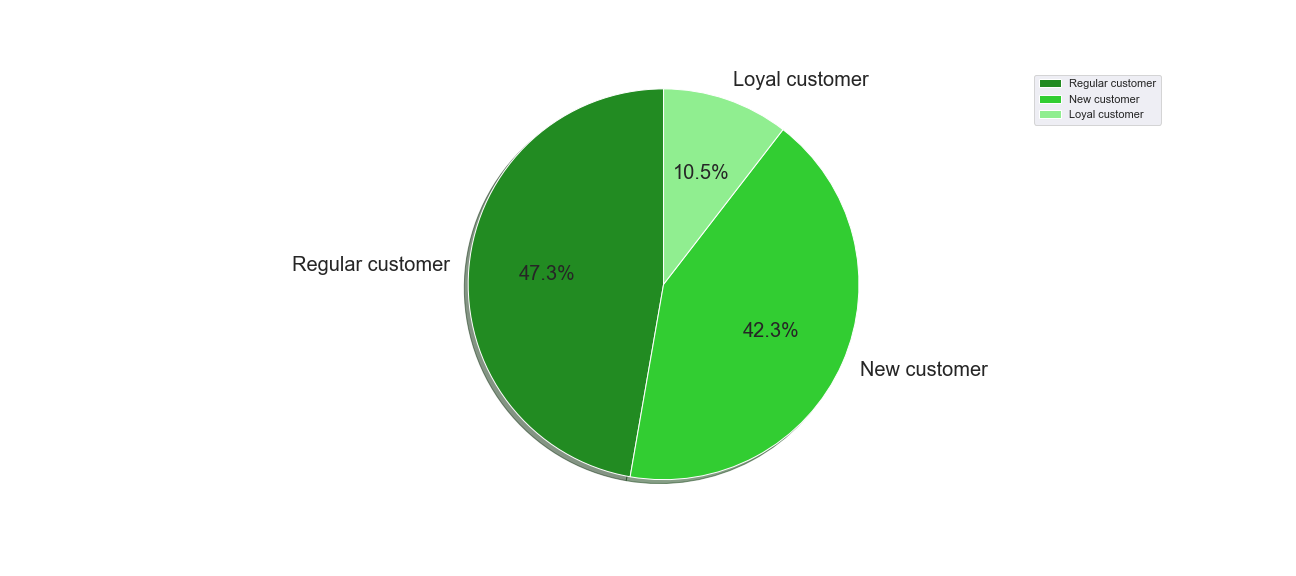 Loyal customer
Regular customer
New customer
Loyal customer
10.5%
Regular customer
47.3%
42.3%
New customer